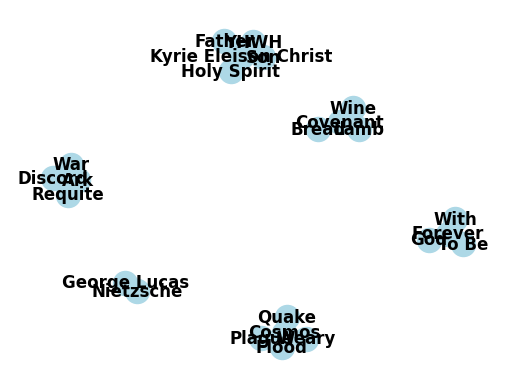 Father
YHWH
Kyrie Eleison
Christ
Son
Holy Spirit
Wine
Covenant
Bread
Lamb
War
Discord
Ark
Requite
With
Forever
God
To Be
George Lucas
Nietzsche
Quake
Cosmos
Plague
Weary
Flood